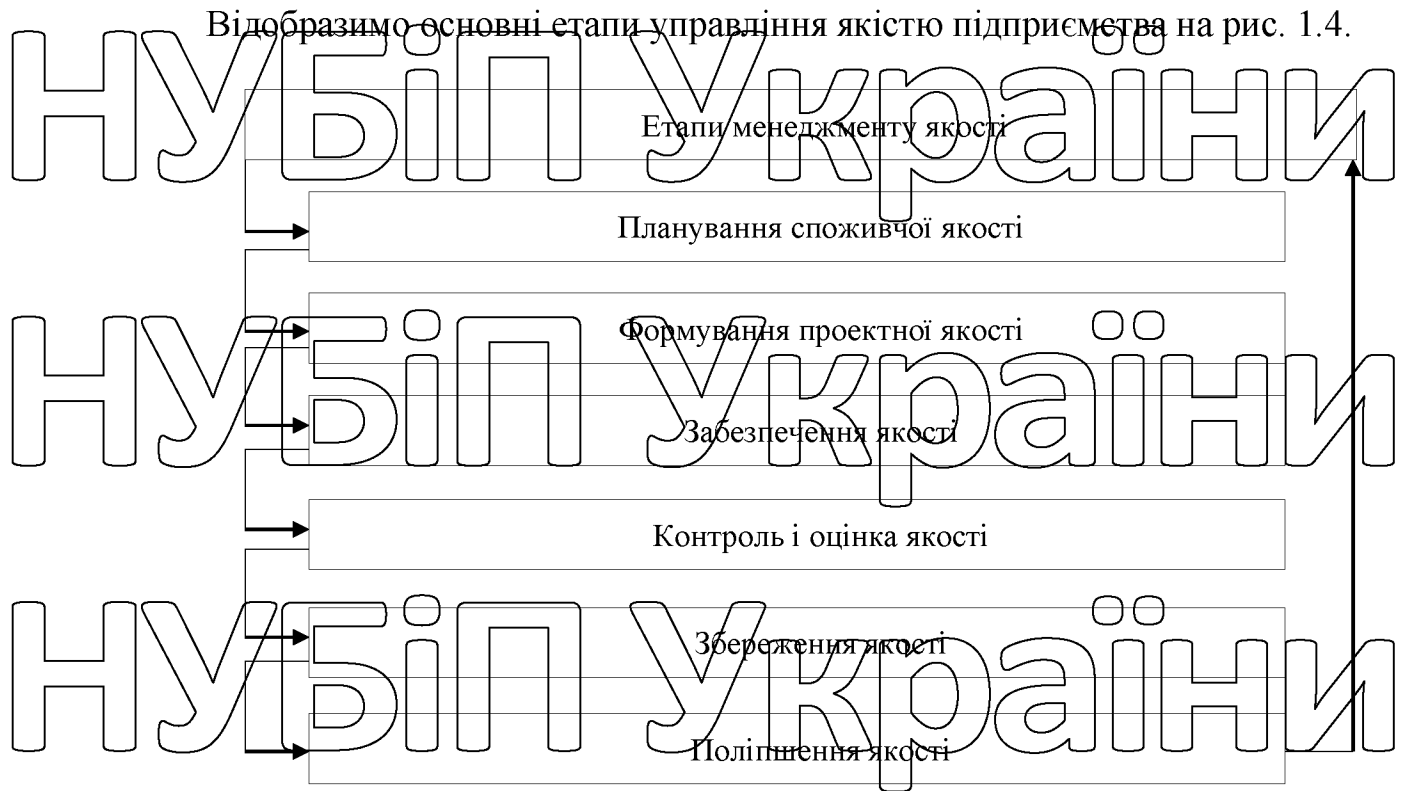 Відобразимо основні етапи управління якістю підприємства на рис. 1.4.
НУБіП України
Етапи менеджменту якості
Планування споживчої якості
НУБіП України
Формування проектної якості
Забезпечення якості
Контроль і оцінка якості
НУБіП України
Збереження якості
Поліпшення якості